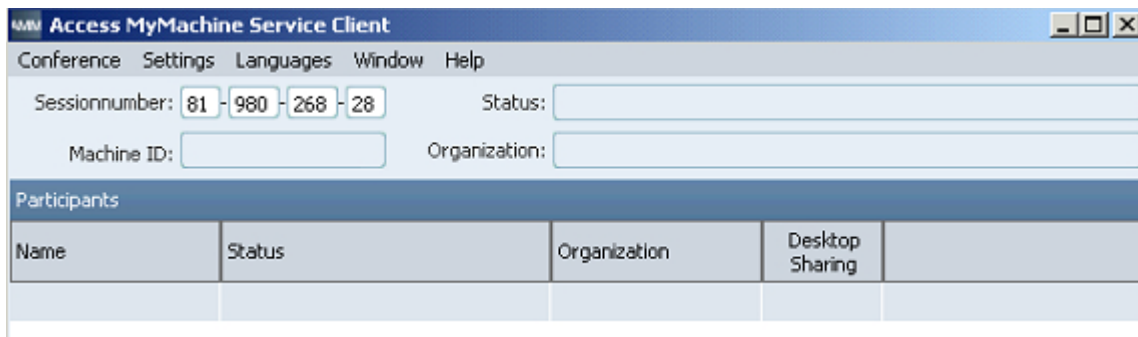 AMM Access MyMachine Service Client
Conference Settings Languages Window Help
Sessionnumber: 81 - 980 - 268 - 28 Status:
Machine ID: Organization:
Participants
Name Status Organization Desktop
Sharing